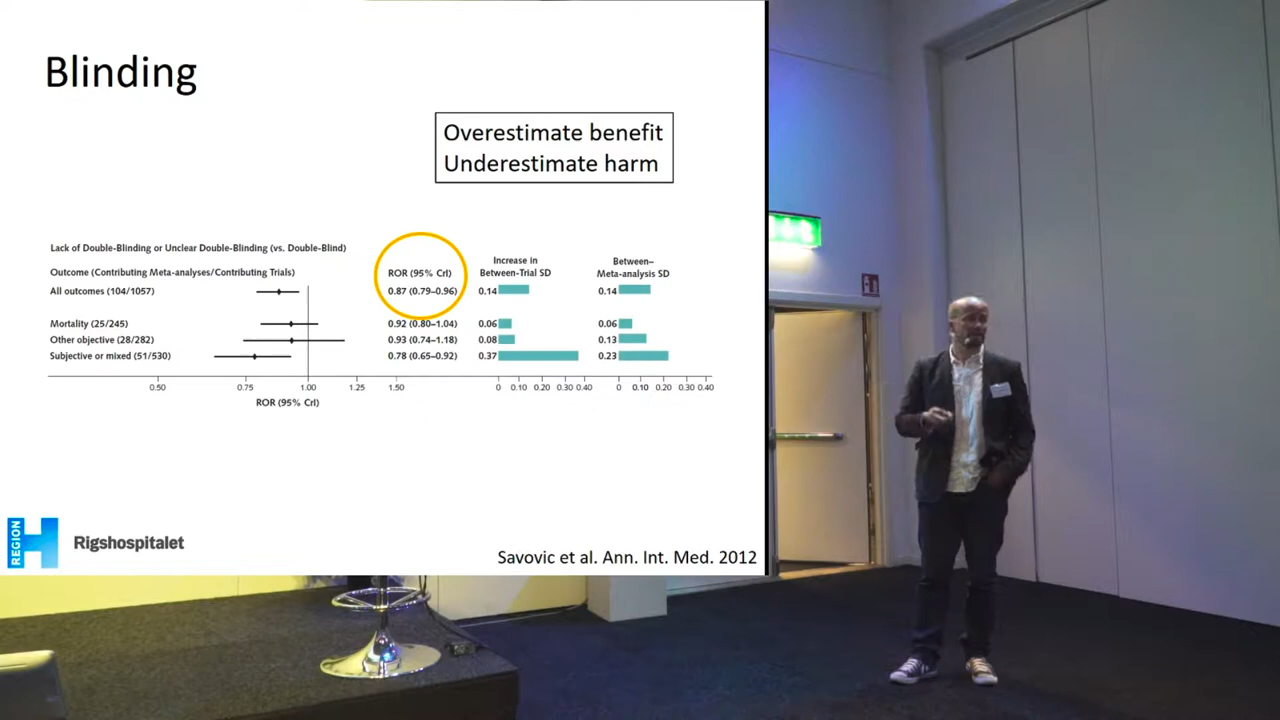 Blinding
Overestimate benefit
Underestimate harm
Lack of Double-Blinding or Unclear Double-Blinding (vs. Double-Blind)
Outcome (Contributing Meta-analyses/Contributing Trials) ROR (95% CrI) Increase in Between-Trial SD Between– Meta-analysis SD
All outcomes (104/1057) 0.87 (0.79–0.96) 0.14 0.14
Mortality (25/245) 0.92 (0.80–1.04) 0.06 0.06
Other objective (28/282) 0.93 (0.74–1.18) 0.08 0.13
Subjective or mixed (51/530) 0.78 (0.65–0.92) 0.37 0.23
0.50 0.75 1.00 1.25 1.50 0 0.10 0.20 0.30 0.40 0 0.10 0.20 0.30 0.40
ROR (95% CrI)
REGION H
Rigshospitalet
Savovic et al. Ann. Int. Med. 2012